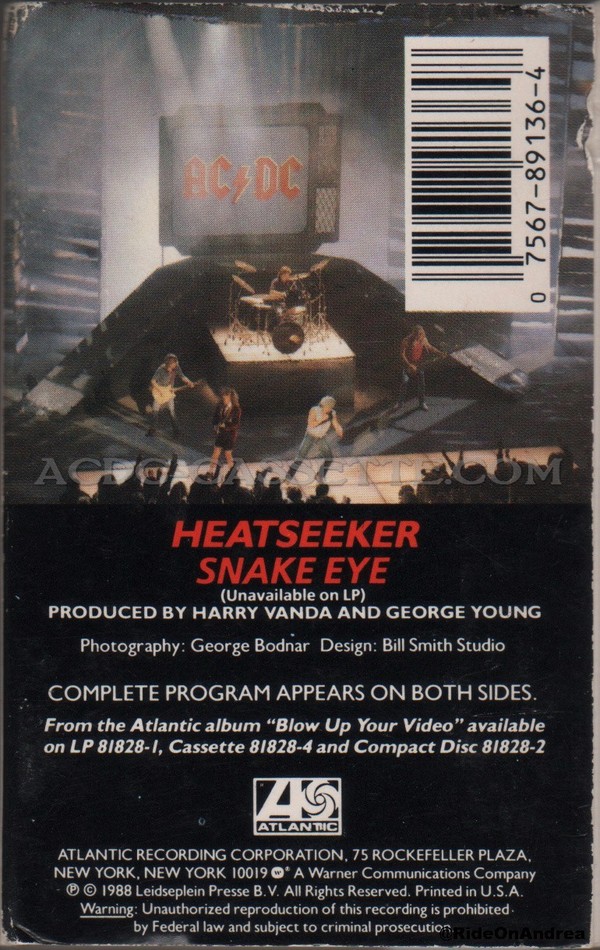 AC/DC
0 7567-89136-4
ACDC-CASSETTE.COM
HEATSEEKER
SNAKE EYE
(Unavailable on LP)
PRODUCED BY HARRY VANDA AND GEORGE YOUNG
Photography: George Bodnar Design: Bill Smith Studio
COMPLETE PROGRAM APPEARS ON BOTH SIDES.
From the Atlantic album “Blow Up Your Video” available
on LP 81828-1, Cassette 81828-4 and Compact Disc 81828-2
ATLANTIC
ATLANTIC RECORDING CORPORATION, 75 ROCKEFELLER PLAZA,
NEW YORK, NEW YORK 10019 ⓦ® A Warner Communications Company
℗ © 1988 Leidseplein Presse B.V. All Rights Reserved. Printed in U.S.A.
Warning: Unauthorized reproduction of this recording is prohibited
by Federal law and subject to criminal prosecution
@RideOnAndrea